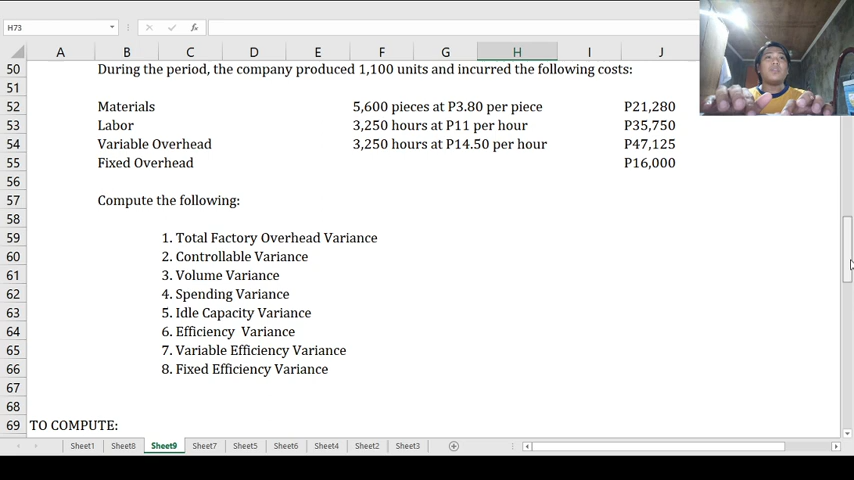 H73
fx
A B C D E F G H I J
50 During the period, the company produced 1,100 units and incurred the following costs:
51
52 Materials 5,600 pieces at P3.80 per piece P21,280
53 Labor 3,250 hours at P11 per hour P35,750
54 Variable Overhead 3,250 hours at P14.50 per hour P47,125
55 Fixed Overhead P16,000
56
57 Compute the following:
58
59 1. Total Factory Overhead Variance
60 2. Controllable Variance
61 3. Volume Variance
62 4. Spending Variance
63 5. Idle Capacity Variance
64 6. Efficiency Variance
65 7. Variable Efficiency Variance
66 8. Fixed Efficiency Variance
67
68
69 TO COMPUTE:
Sheet1 Sheet8 Sheet9 Sheet7 Sheet5 Sheet6 Sheet4 Sheet2 Sheet3